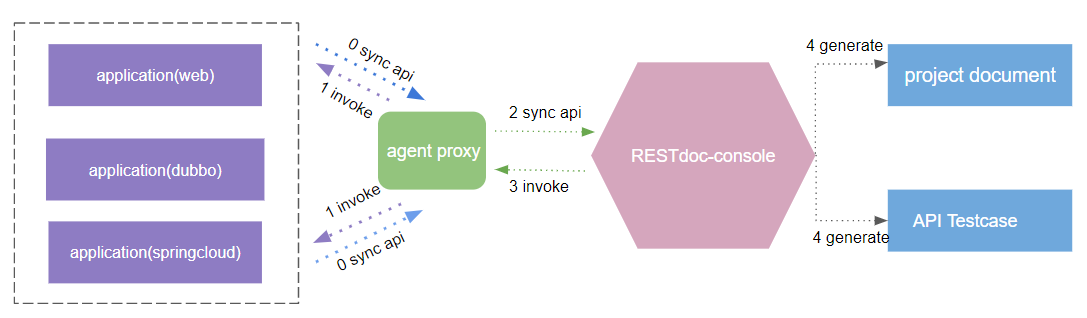 application(web)
application(dubbo)
application(springcloud)
0 sync api
1 invoke
agent proxy
1 invoke
0 sync api
2 sync api
3 invoke
RESTdoc-console
4 generate
project document
API Testcase
4 generate